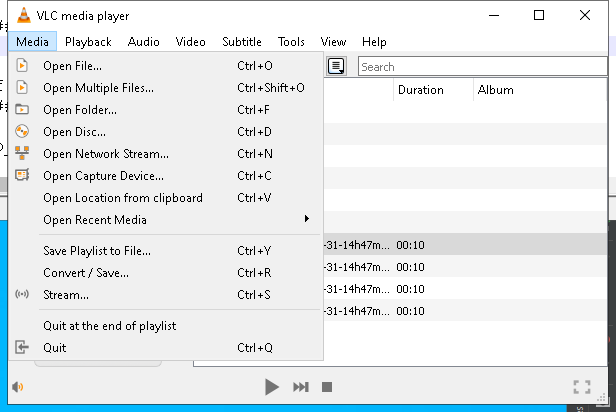 VLC media player
Media Playback Audio Video Subtitle Tools View Help
Open File... Ctrl+O
Open Multiple Files... Ctrl+Shift+O
Search
Duration Album
Open Folder... Ctrl+F
Open Disc... Ctrl+D
Open Network Stream... Ctrl+N
Open Capture Device... Ctrl+C
Open Location from clipboard Ctrl+V
Open Recent Media
-31-14h47m... 00:10
Save Playlist to File... Ctrl+Y
-31-14h47m... 00:10
Convert / Save... Ctrl+R
-31-14h47m... 00:10
Stream... Ctrl+S
-31-14h47m... 00:10
Quit at the end of playlist
Quit Ctrl+Q